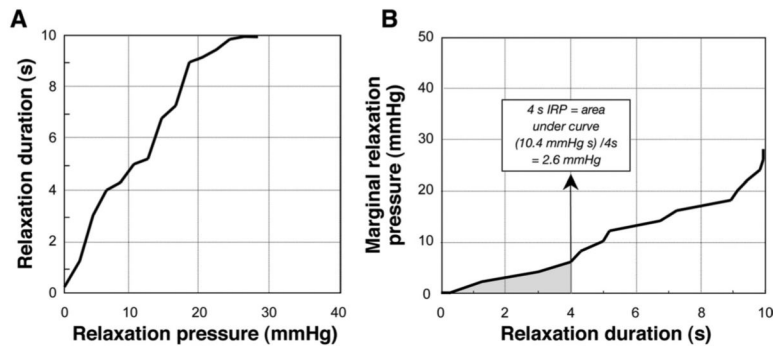 A
Relaxation duration (s)
10
8
6
4
2
0
0 10 20 30 40
Relaxation pressure (mmHg)
B
Marginal relaxation
pressure (mmHg)
50
40
30
20
10
0
4 s IRP = area
under curve
(10.4 mmHg s) /4s
= 2.6 mmHg
0 2 4 6 8 10
Relaxation duration (s)